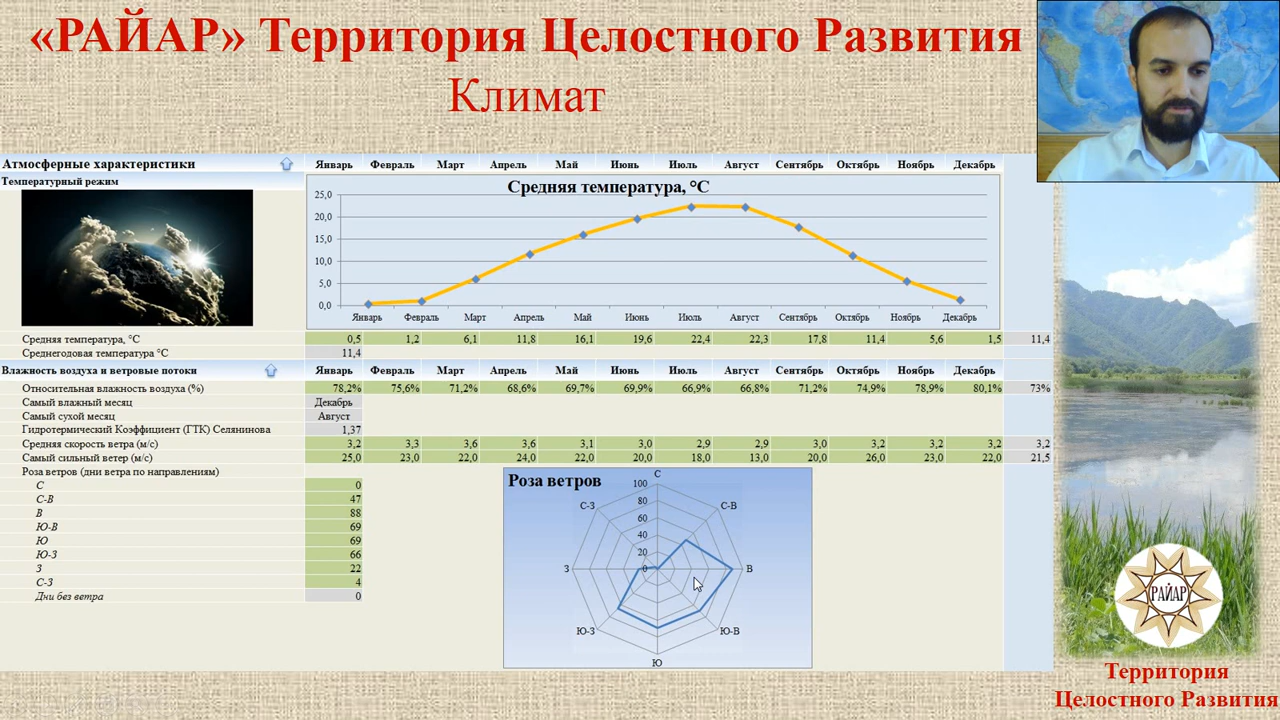 «РАЙАР» Территория Целостного Развития
Климат
Атмосферные характеристики Январь Февраль Март Апрель Май Июнь Июль Август Сентябрь Октябрь Ноябрь Декабрь
Температурный режим
Средняя температура, °С
25,0
20,0
15,0
10,0
5,0
0,0
Январь Февраль Март Апрель Май Июнь Июль Август Сентябрь Октябрь Ноябрь Декабрь
Средняя температура, °С 0,5 1,2 6,1 11,8 16,1 19,6 22,4 22,3 17,8 11,4 5,6 1,5 11,4
Среднегодовая температура °С 11,4
Влажность воздуха и ветровые потоки Январь Февраль Март Апрель Май Июнь Июль Август Сентябрь Октябрь Ноябрь Декабрь
Относительная влажность воздуха (%) 78,2% 75,6% 71,2% 68,6% 69,7% 69,9% 66,9% 66,8% 71,2% 74,9% 78,9% 80,1% 73%
Самый влажный месяц Декабрь
Самый сухой месяц Август
Гидротермический Коэффициент (ГТК) Селянинова 1,37
Средняя скорость ветра (м/с) 3,2 3,3 3,6 3,6 3,1 3,0 2,9 2,9 3,0 3,2 3,2 3,2 3,2
Самый сильный ветер (м/с) 25,0 23,0 22,0 24,0 22,0 20,0 18,0 13,0 20,0 26,0 23,0 22,0 21,5
Роза ветров (дни ветра по направлениям)
С 0
С-В 47
В 88
Ю-В 69
Ю 69
Ю-З 66
З 22
С-З 4
Дни без ветра 0
Роза ветров
С
С-В
В
Ю-В
Ю
Ю-З
З
С-З
100
80
60
40
20
0
РАЙАР
Территория
Целостного Развития